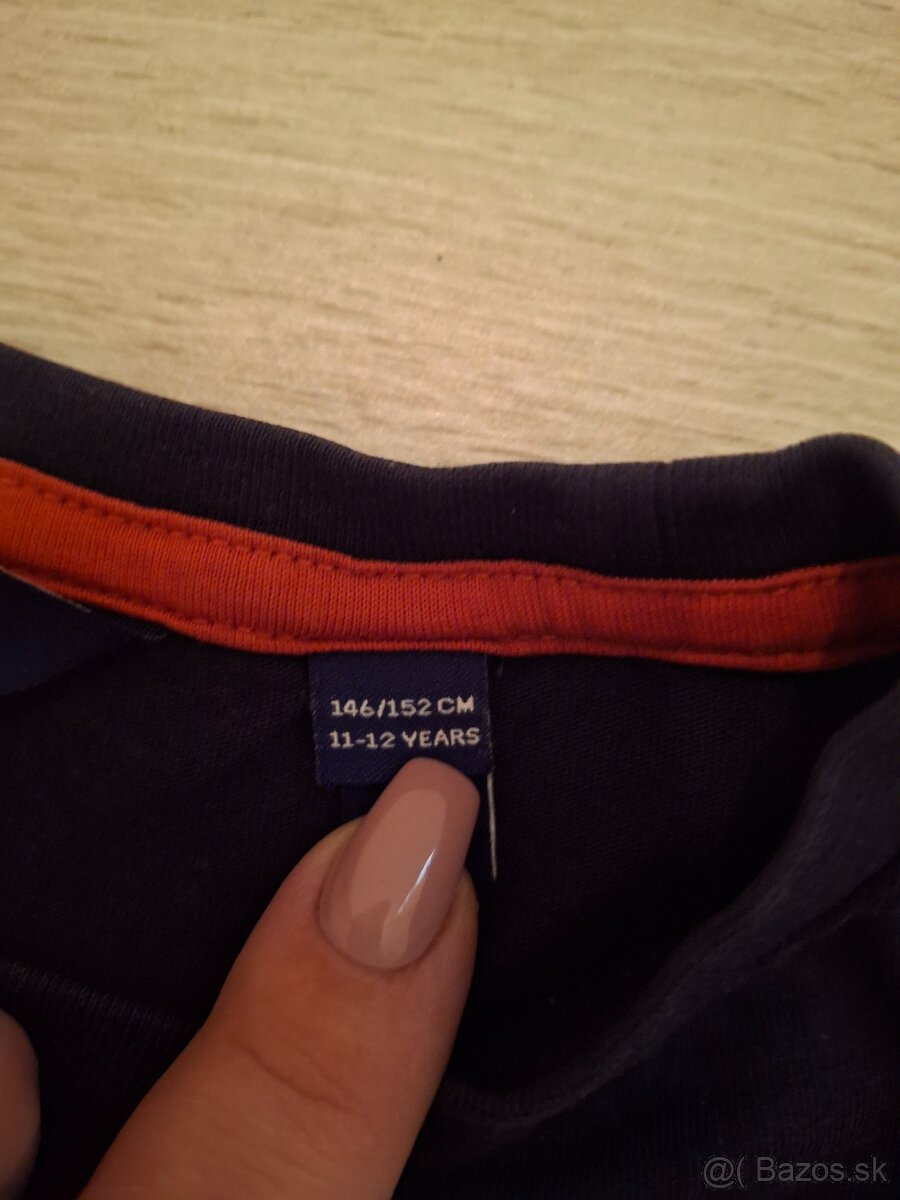 146/152 CM
11-12 YEARS
@( Bazos.sk